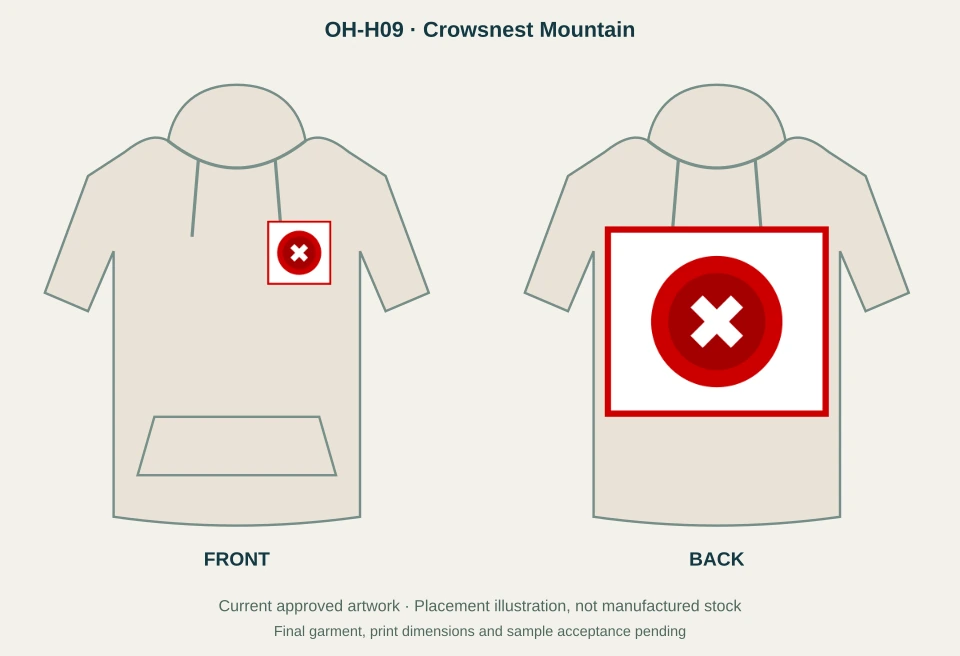 OH-H09 · Crowsnest Mountain
FRONT
BACK
Current approved artwork · Placement illustration, not manufactured stock
Final garment, print dimensions and sample acceptance pending